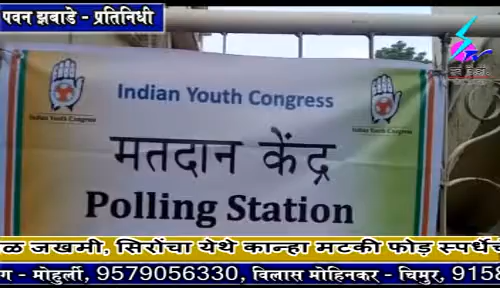 पवन झबाडे - प्रतिनिधी
Indian Youth Congress
Indian Youth Congress
Indian Youth Congress
मतदान केंद्र
Polling Station
ळ जखमी, सिरोंचा येथे कान्हा मटकी फोड़ स्पर्धेच
ग - मोहुर्ली, 9579056330, विलास मोहिनकर - चिमुर, 9158